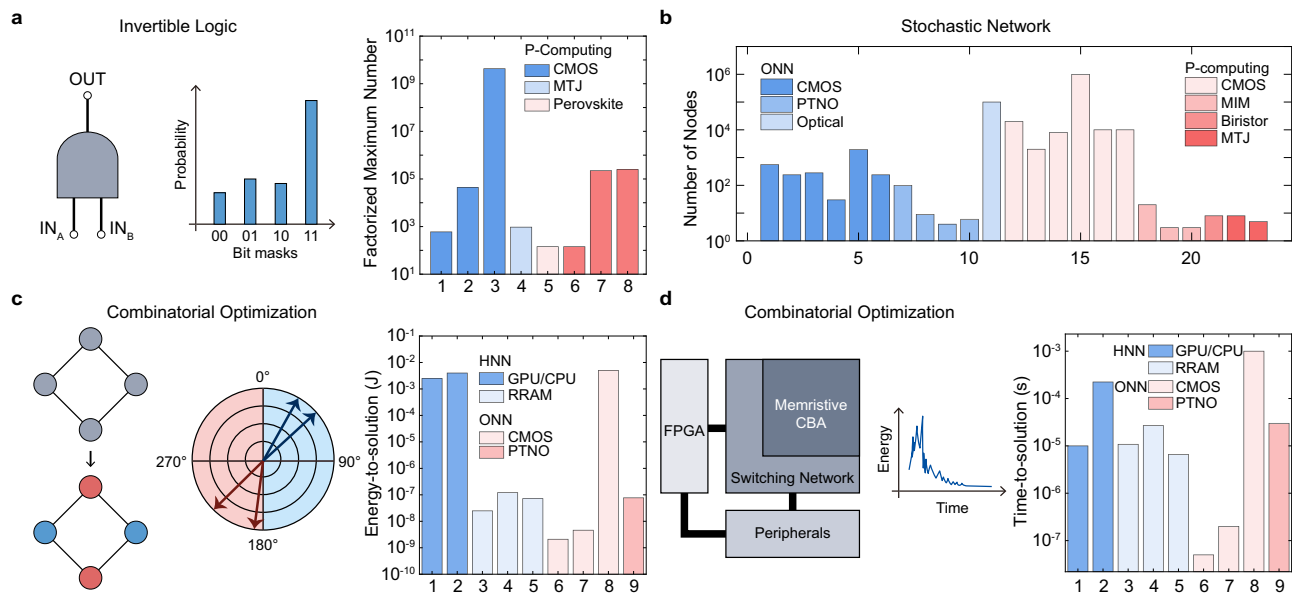 a
Invertible Logic
OUT
IN_A
IN_B
Probability
00 01 10 11
Bit masks
Factorized Maximum Number
10^11
10^9
10^7
10^5
10^3
10^1
P-Computing
CMOS
MTJ
Perovskite
1 2 3 4 5 6 7 8
b
Stochastic Network
Number of Nodes
10^6
10^4
10^2
10^0
ONN
CMOS
PTNO
Optical
P-computing
CMOS
MIM
Biristor
MTJ
0 5 10 15 20
c
Combinatorial Optimization
0°
90°
180°
270°
Energy-to-solution (J)
10^-1
10^-2
10^-3
10^-4
10^-5
10^-6
10^-7
10^-8
10^-9
10^-10
HNN
GPU/CPU
RRAM
ONN
CMOS
PTNO
1 2 3 4 5 6 7 8 9
d
Combinatorial Optimization
FPGA
Memristive
CBA
Switching Network
Peripherals
Energy
Time
Time-to-solution (s)
10^-3
10^-4
10^-5
10^-6
10^-7
HNN GPU/CPU
RRAM
ONN CMOS
PTNO
1 2 3 4 5 6 7 8 9